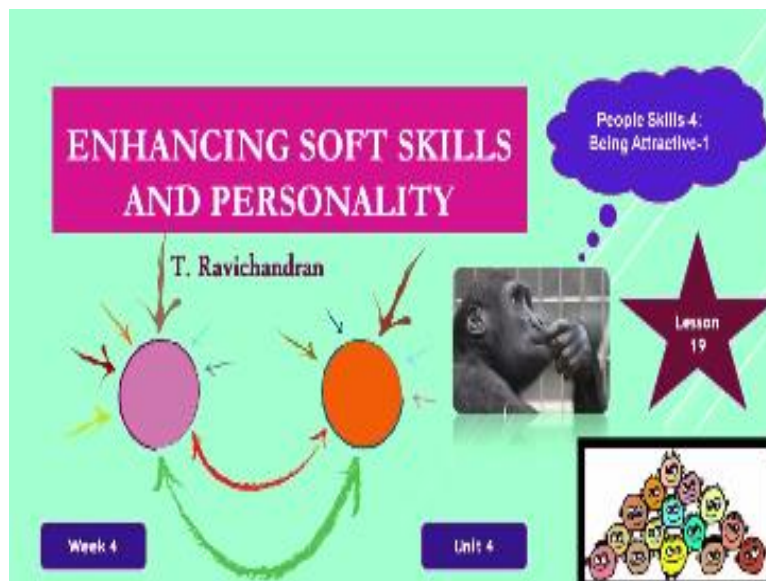 People Skills-4:
Being Attractive-1
ENHANCING SOFT SKILLS
AND PERSONALITY
T. Ravichandran
Lesson
19
Week 4
Unit 4